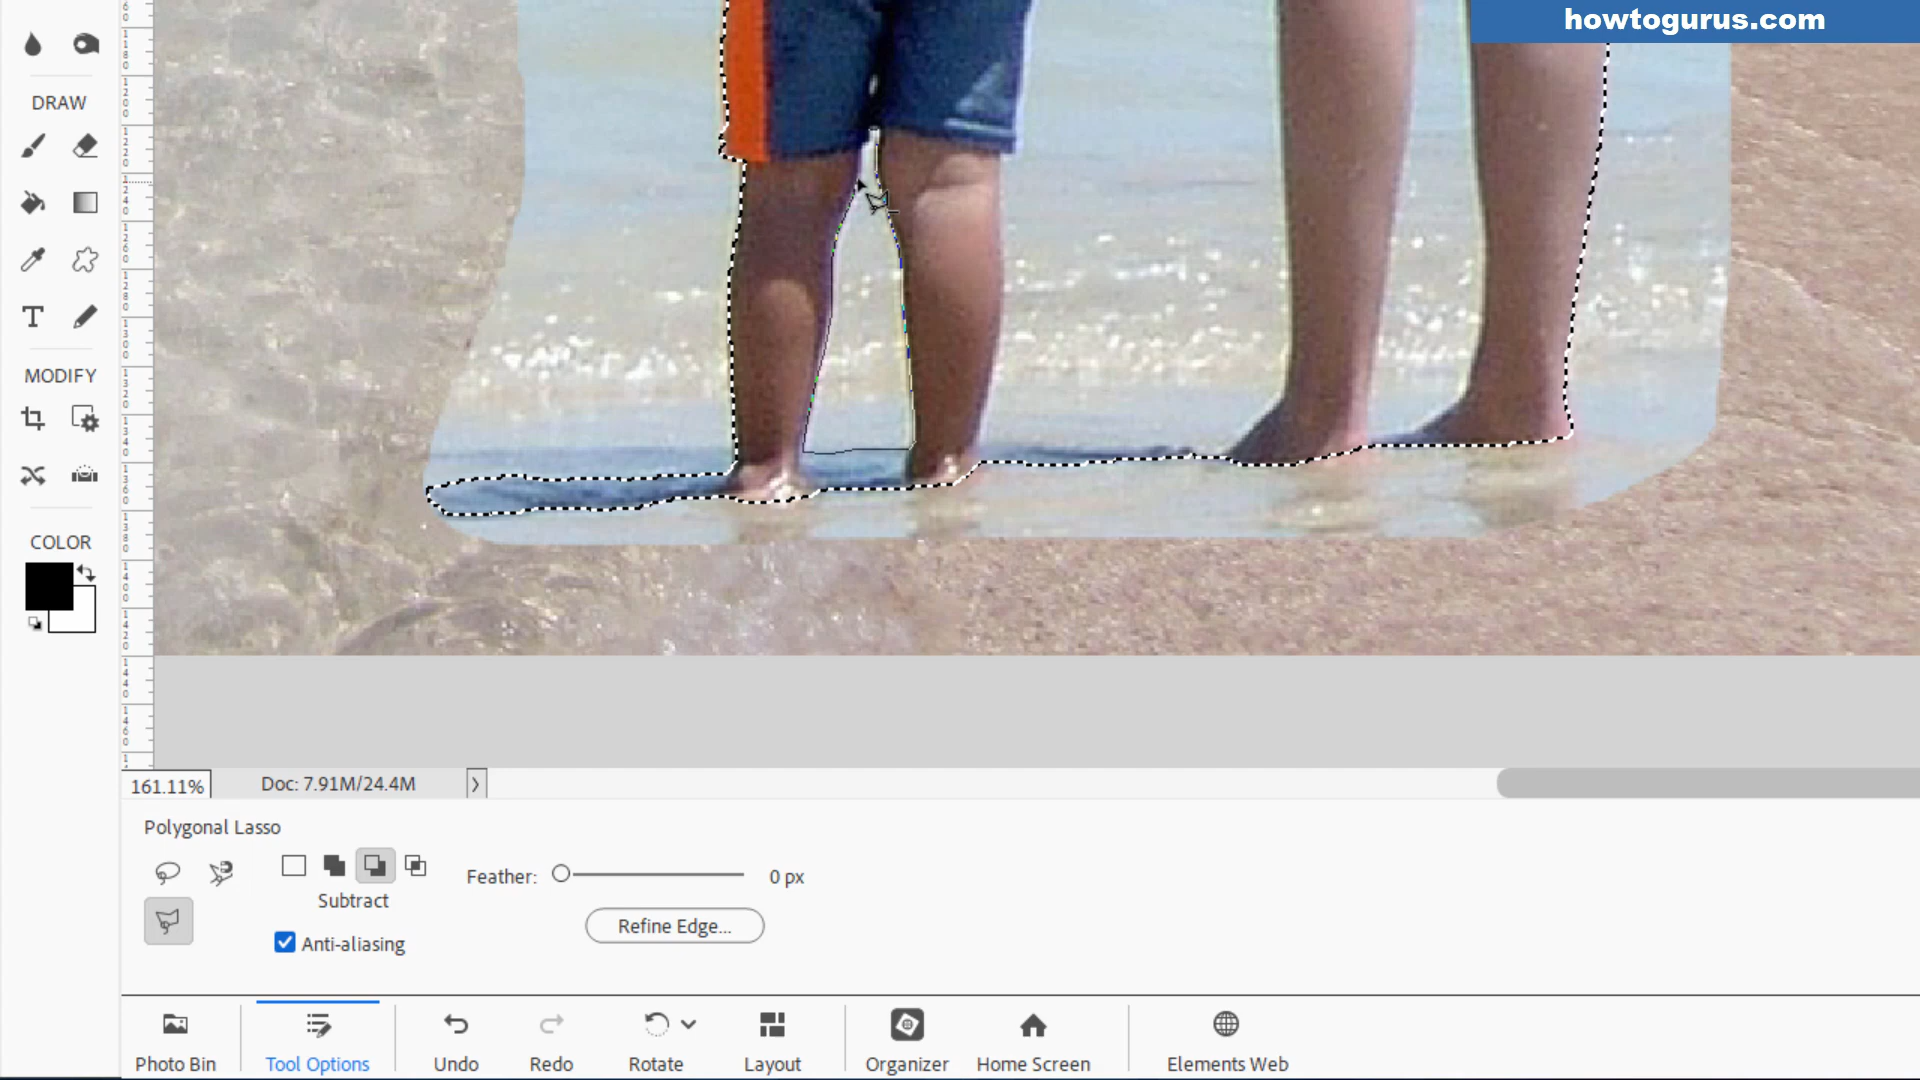 howtogurus.com
DRAW
MODIFY
COLOR
161.11%
Doc: 7.91M/24.4M
Polygonal Lasso
Subtract
Feather:
0 px
Refine Edge...
Anti-aliasing
Photo Bin
Tool Options
Undo
Redo
Rotate
Layout
Organizer
Home Screen
Elements Web